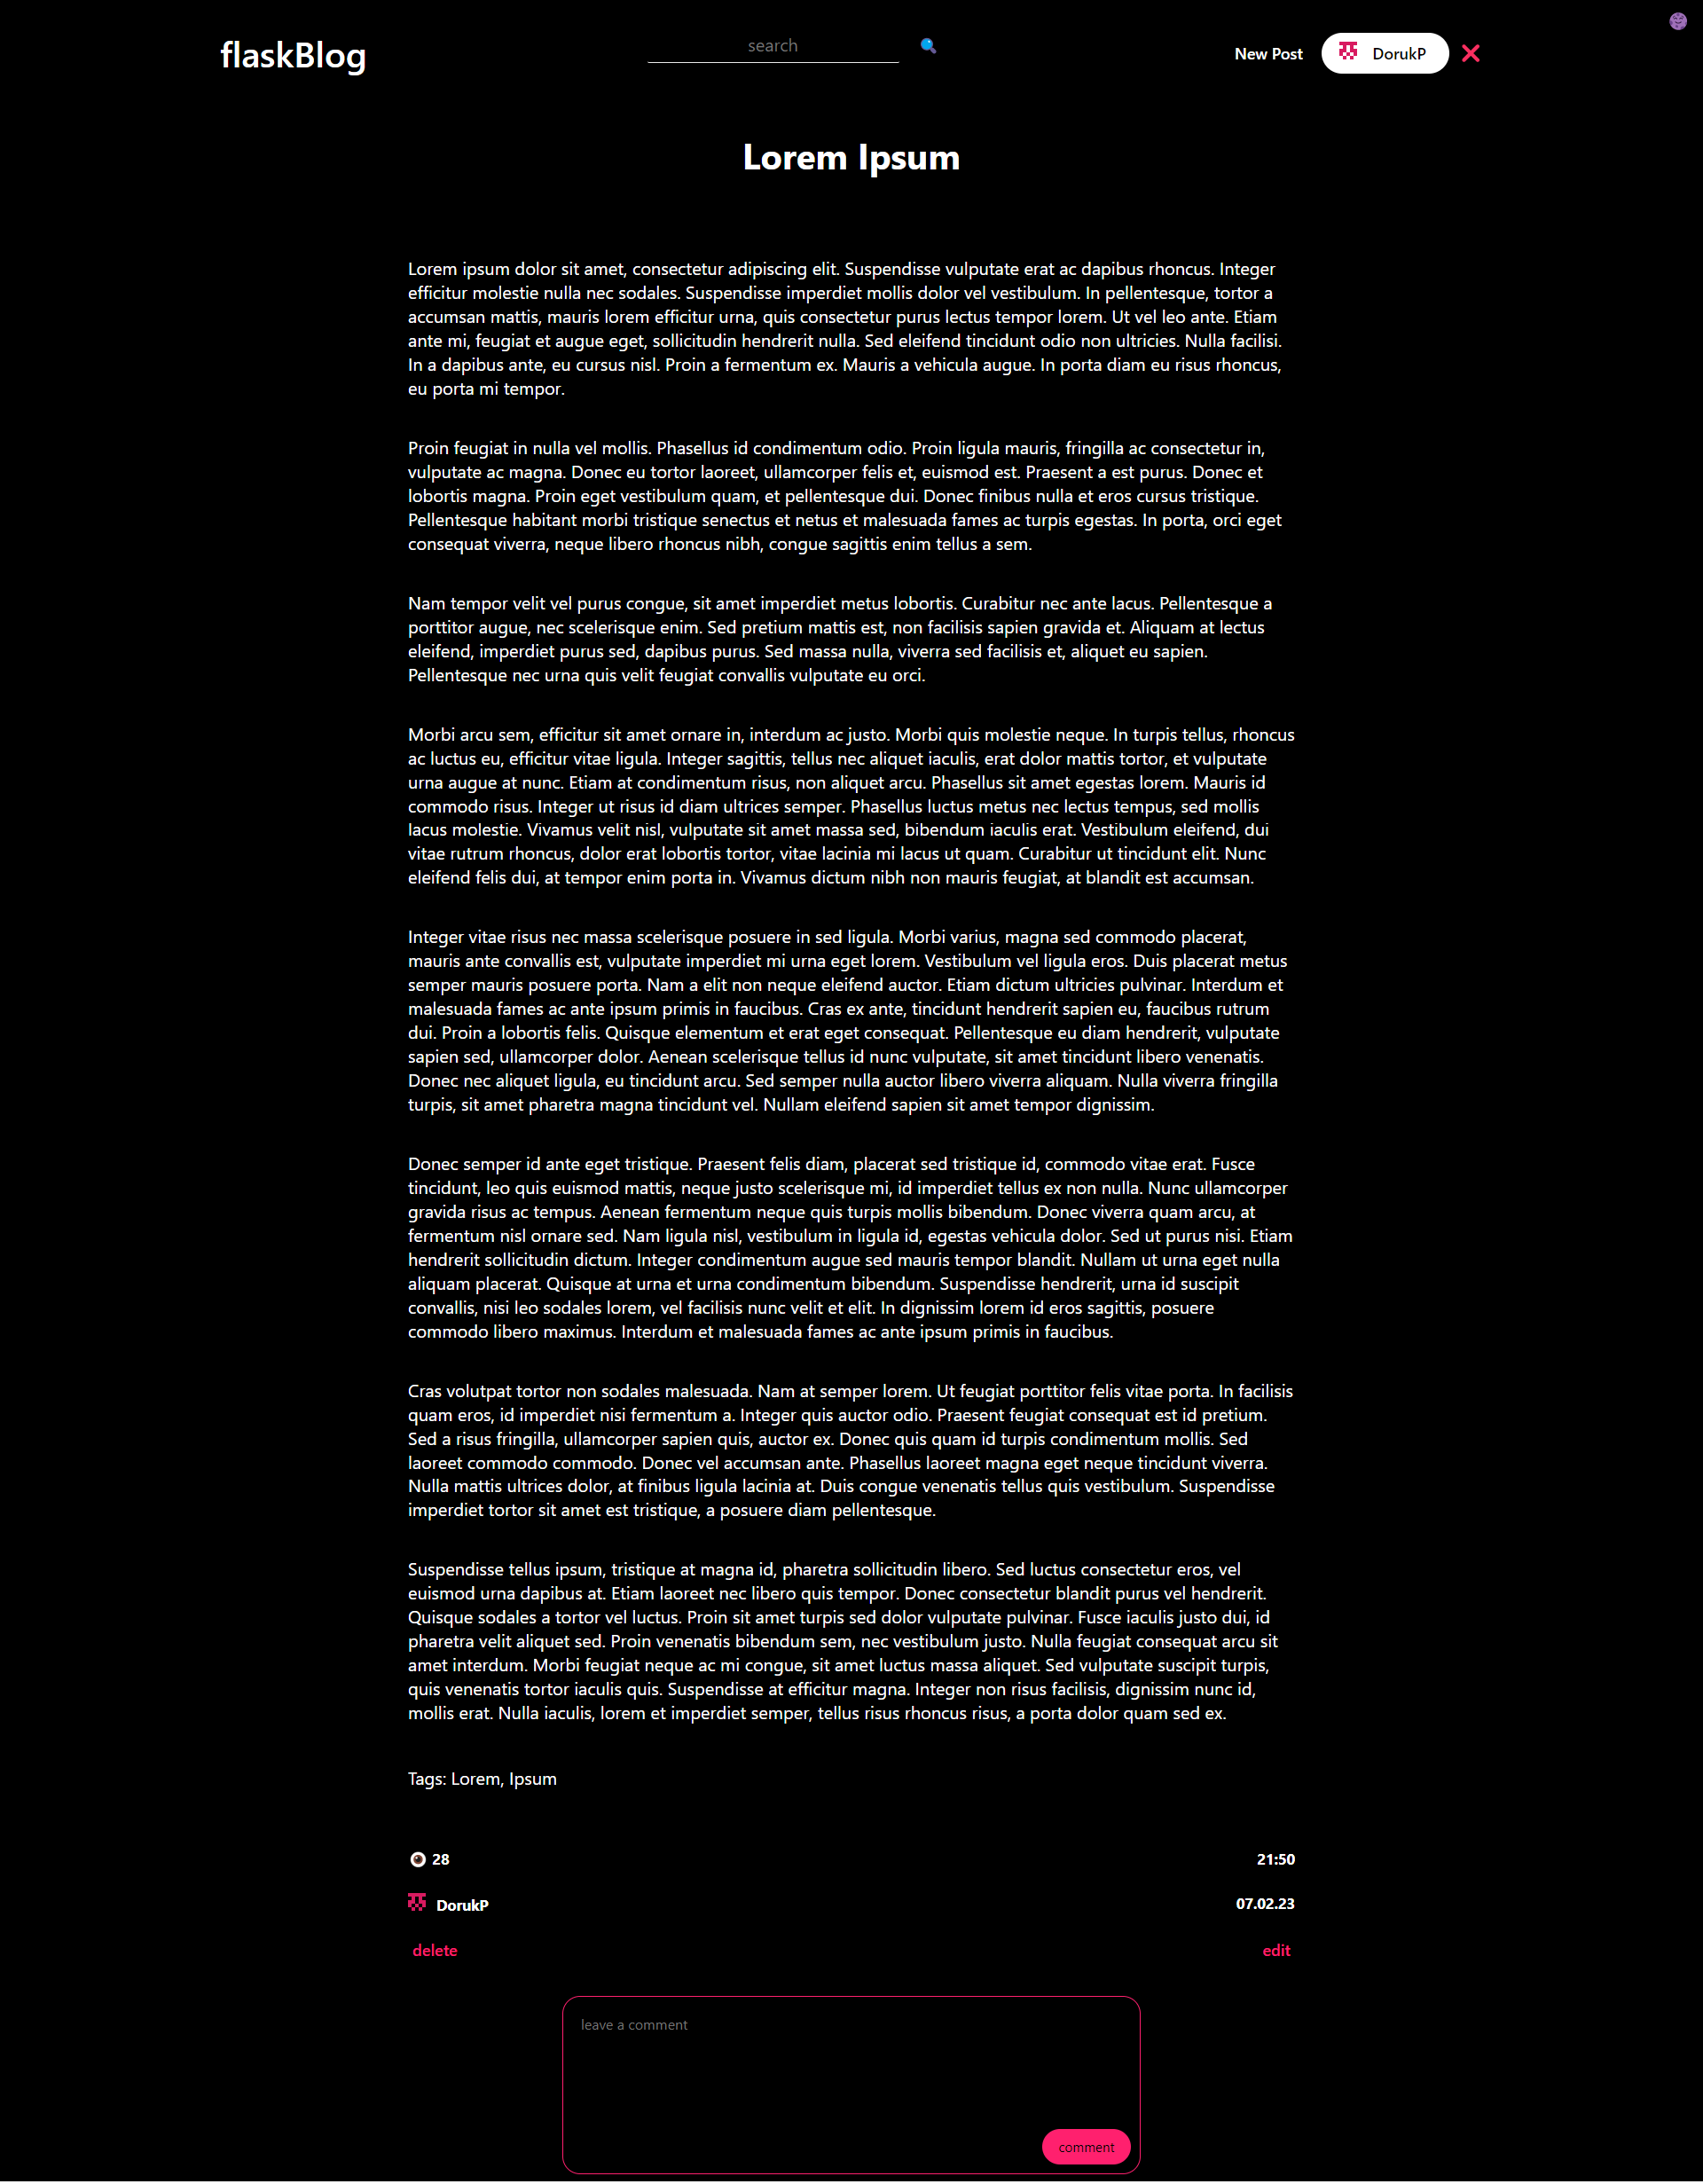 flaskBlog
search
New Post
DorukP
Lorem Ipsum
Lorem ipsum dolor sit amet, consectetur adipiscing elit. Suspendisse vulputate erat ac dapibus rhoncus. Integer
efficitur molestie nulla nec sodales. Suspendisse imperdiet mollis dolor vel vestibulum. In pellentesque, tortor a
accumsan mattis, mauris lorem efficitur urna, quis consectetur purus lectus tempor lorem. Ut vel leo ante. Etiam
ante mi, feugiat et augue eget, sollicitudin hendrerit nulla. Sed eleifend tincidunt odio non ultricies. Nulla facilisi.
In a dapibus ante, eu cursus nisl. Proin a fermentum ex. Mauris a vehicula augue. In porta diam eu risus rhoncus,
eu porta mi tempor.
Proin feugiat in nulla vel mollis. Phasellus id condimentum odio. Proin ligula mauris, fringilla ac consectetur in,
vulputate ac magna. Donec eu tortor laoreet, ullamcorper felis et, euismod est. Praesent a est purus. Donec et
lobortis magna. Proin eget vestibulum quam, et pellentesque dui. Donec finibus nulla et eros cursus tristique.
Pellentesque habitant morbi tristique senectus et netus et malesuada fames ac turpis egestas. In porta, orci eget
consequat viverra, neque libero rhoncus nibh, congue sagittis enim tellus a sem.
Nam tempor velit vel purus congue, sit amet imperdiet metus lobortis. Curabitur nec ante lacus. Pellentesque a
porttitor augue, nec scelerisque enim. Sed pretium mattis est, non facilisis sapien gravida et. Aliquam at lectus
eleifend, imperdiet purus sed, dapibus purus. Sed massa nulla, viverra sed facilisis et, aliquet eu sapien.
Pellentesque nec urna quis velit feugiat convallis vulputate eu orci.
Morbi arcu sem, efficitur sit amet ornare in, interdum ac justo. Morbi quis molestie neque. In turpis tellus, rhoncus
ac luctus eu, efficitur vitae ligula. Integer sagittis, tellus nec aliquet iaculis, erat dolor mattis tortor, et vulputate
urna augue at nunc. Etiam at condimentum risus, non aliquet arcu. Phasellus sit amet egestas lorem. Mauris id
commodo risus. Integer ut risus id diam ultrices semper. Phasellus luctus metus nec lectus tempus, sed mollis
lacus molestie. Vivamus velit nisl, vulputate sit amet massa sed, bibendum iaculis erat. Vestibulum eleifend, dui
vitae rutrum rhoncus, dolor erat lobortis tortor, vitae lacinia mi lacus ut quam. Curabitur ut tincidunt elit. Nunc
eleifend felis dui, at tempor enim porta in. Vivamus dictum nibh non mauris feugiat, at blandit est accumsan.
Integer vitae risus nec massa scelerisque posuere in sed ligula. Morbi varius, magna sed commodo placerat,
mauris ante convallis est, vulputate imperdiet mi urna eget lorem. Vestibulum vel ligula eros. Duis placerat metus
semper mauris posuere porta. Nam a elit non neque eleifend auctor. Etiam dictum ultricies pulvinar. Interdum et
malesuada fames ac ante ipsum primis in faucibus. Cras ex ante, tincidunt hendrerit sapien eu, faucibus rutrum
dui. Proin a lobortis felis. Quisque elementum et erat eget consequat. Pellentesque eu diam hendrerit, vulputate
sapien sed, ullamcorper dolor. Aenean scelerisque tellus id nunc vulputate, sit amet tincidunt libero venenatis.
Donec nec aliquet ligula, eu tincidunt arcu. Sed semper nulla auctor libero viverra aliquam. Nulla viverra fringilla
turpis, sit amet pharetra magna tincidunt vel. Nullam eleifend sapien sit amet tempor dignissim.
Donec semper id ante eget tristique. Praesent felis diam, placerat sed tristique id, commodo vitae erat. Fusce
tincidunt, leo quis euismod mattis, neque justo scelerisque mi, id imperdiet tellus ex non nulla. Nunc ullamcorper
gravida risus ac tempus. Aenean fermentum neque quis turpis mollis bibendum. Donec viverra quam arcu, at
fermentum nisl ornare sed. Nam ligula nisl, vestibulum in ligula id, egestas vehicula dolor. Sed ut purus nisi. Etiam
hendrerit sollicitudin dictum. Integer condimentum augue sed mauris tempor blandit. Nullam ut urna eget nulla
aliquam placerat. Quisque at urna et urna condimentum bibendum. Suspendisse hendrerit, urna id suscipit
convallis, nisi leo sodales lorem, vel facilisis nunc velit et elit. In dignissim lorem id eros sagittis, posuere
commodo libero maximus. Interdum et malesuada fames ac ante ipsum primis in faucibus.
Cras volutpat tortor non sodales malesuada. Nam at semper lorem. Ut feugiat porttitor felis vitae porta. In facilisis
quam eros, id imperdiet nisi fermentum a. Integer quis auctor odio. Praesent feugiat consequat est id pretium.
Sed a risus fringilla, ullamcorper sapien quis, auctor ex. Donec quis quam id turpis condimentum mollis. Sed
laoreet commodo commodo. Donec vel accumsan ante. Phasellus laoreet magna eget neque tincidunt viverra.
Nulla mattis ultrices dolor, at finibus ligula lacinia at. Duis congue venenatis tellus quis vestibulum. Suspendisse
imperdiet tortor sit amet est tristique, a posuere diam pellentesque.
Suspendisse tellus ipsum, tristique at magna id, pharetra sollicitudin libero. Sed luctus consectetur eros, vel
euismod urna dapibus at. Etiam laoreet nec libero quis tempor. Donec consectetur blandit purus vel hendrerit.
Quisque sodales a tortor vel luctus. Proin sit amet turpis sed dolor vulputate pulvinar. Fusce iaculis justo dui, id
pharetra velit aliquet sed. Proin venenatis bibendum sem, nec vestibulum justo. Nulla feugiat consequat arcu sit
amet interdum. Morbi feugiat neque ac mi congue, sit amet luctus massa aliquet. Sed vulputate suscipit turpis,
quis venenatis tortor iaculis quis. Suspendisse at efficitur magna. Integer non risus facilisis, dignissim nunc id,
mollis erat. Nulla iaculis, lorem et imperdiet semper, tellus risus rhoncus risus, a porta dolor quam sed ex.
Tags: Lorem, Ipsum
28
21:50
DorukP
07.02.23
delete
edit
leave a comment
comment